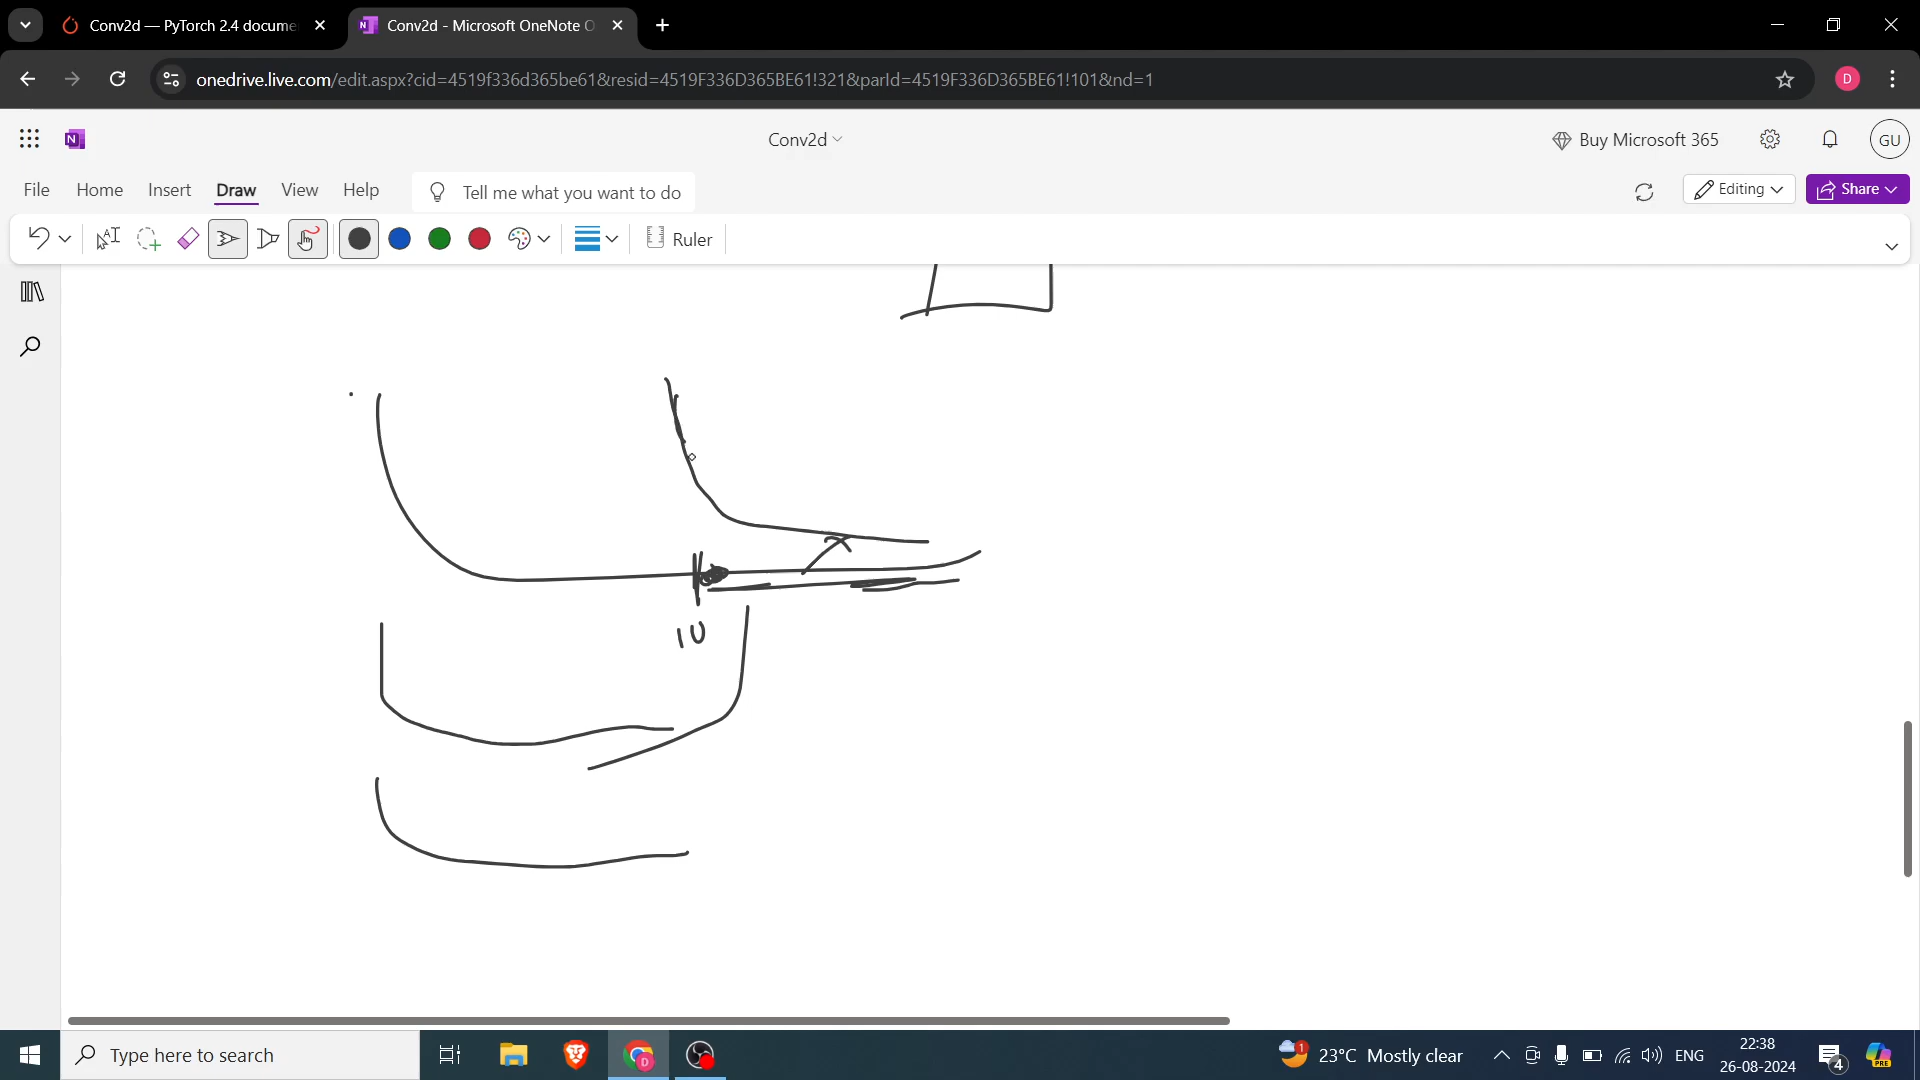 Conv2d — PyTorch 2.4 docume
Conv2d - Microsoft OneNote O
onedrive.live.com/edit.aspx?cid=4519f336d365be61&resid=4519F336D365BE61!321&parId=4519F336D365BE61!101&nd=1
D
N
Conv2d
Buy Microsoft 365
GU
File Home Insert Draw View Help
Tell me what you want to do
Editing
Share
Ruler
10
Type here to search
D
1
23°C Mostly clear
ENG
22:38
26-08-2024
4
PRE